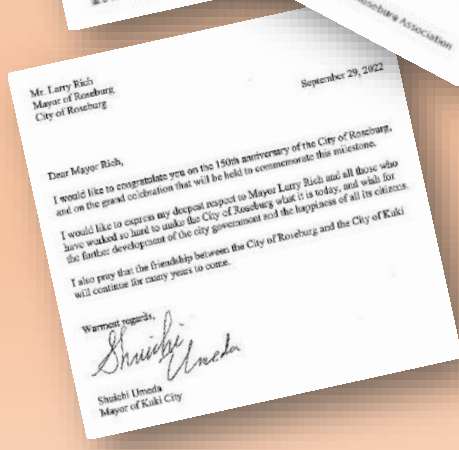 Roseburg Association
Mr. Larry Rich
Mayor of Roseburg
City of Roseburg
September 29, 2022
Dear Mayor Rich,
I would like to congratulate you on the 150th anniversary of the City of Roseburg,
and on the grand celebration that will be held to commemorate this milestone.
I would like to express my deepest respect to Mayor Larry Rich and all those who
have worked so hard to make the City of Roseburg what it is today, and wish for
the further development of the city government and the happiness of all its citizens.
I also pray that the friendship between the City of Roseburg and the City of Kuki
will continue for many years to come.
Warmest regards,
Shuichi
Umeda
Shuichi Umeda
Mayor of Kuki City